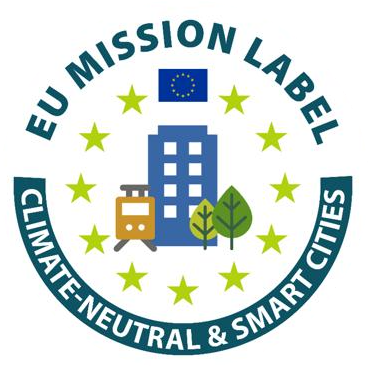 EU MISSION LABEL
CLIMATE-NEUTRAL & SMART CITIES